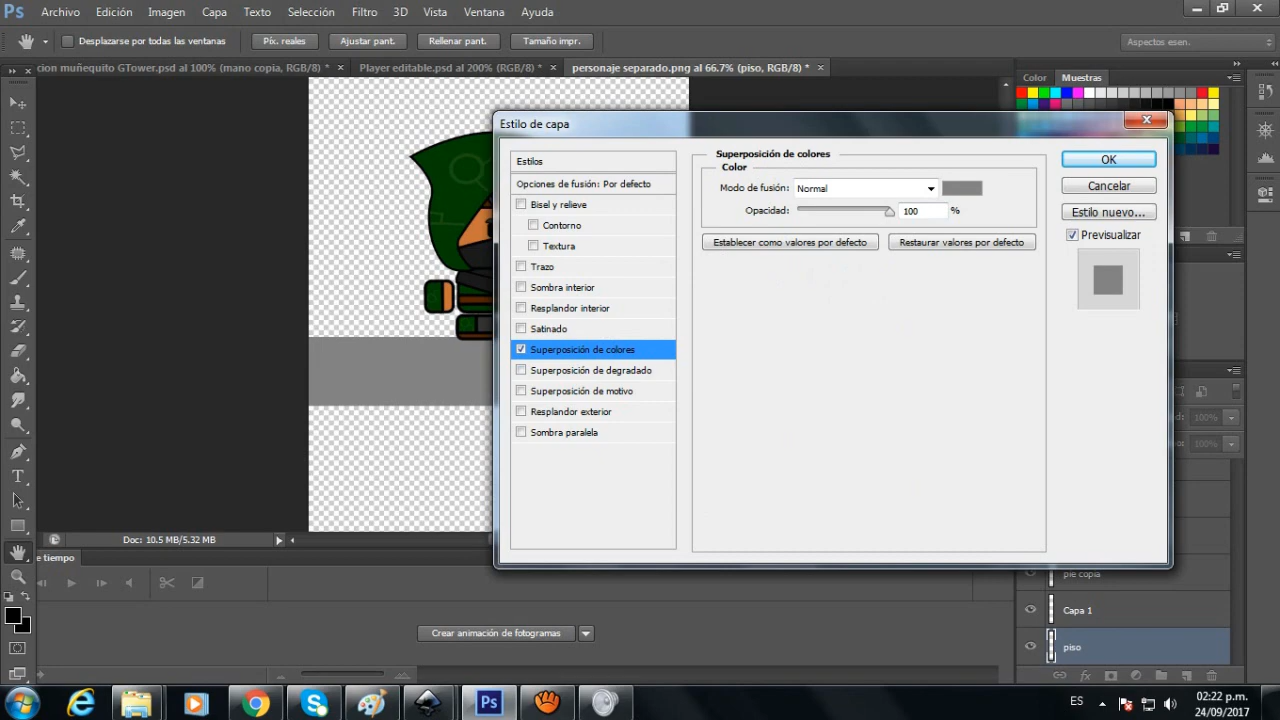 Ps Archivo Edición Imagen Capa Texto Selección Filtro 3D Vista Ventana Ayuda
Desplazarse por todas las ventanas Píx. reales Ajustar pant. Rellenar pant. Tamaño impr. Aspectos esen.
cion muñequito GTower.psd al 100% (mano copia, RGB/8) * × Player editable.psd al 200% (RGB/8) * × personaje separado.png al 66.7% (piso, RGB/8) * ×
Color Muestras
Estilo de capa
Estilos
Opciones de fusión: Por defecto
Bisel y relieve
Contorno
Textura
Trazo
Sombra interior
Resplandor interior
Satinado
Superposición de colores
Superposición de degradado
Superposición de motivo
Resplandor exterior
Sombra paralela
Superposición de colores
Color
Modo de fusión: Normal
Opacidad: 100 %
Establecer como valores por defecto Restaurar valores por defecto
OK
Cancelar
Estilo nuevo...
Previsualizar
100%
100%
Doc: 10.5 MB/5.32 MB
e tiempo
Crear animación de fotogramas
pie copia
Capa 1
piso
Ps
ES
02:22 p.m.
24/09/2017